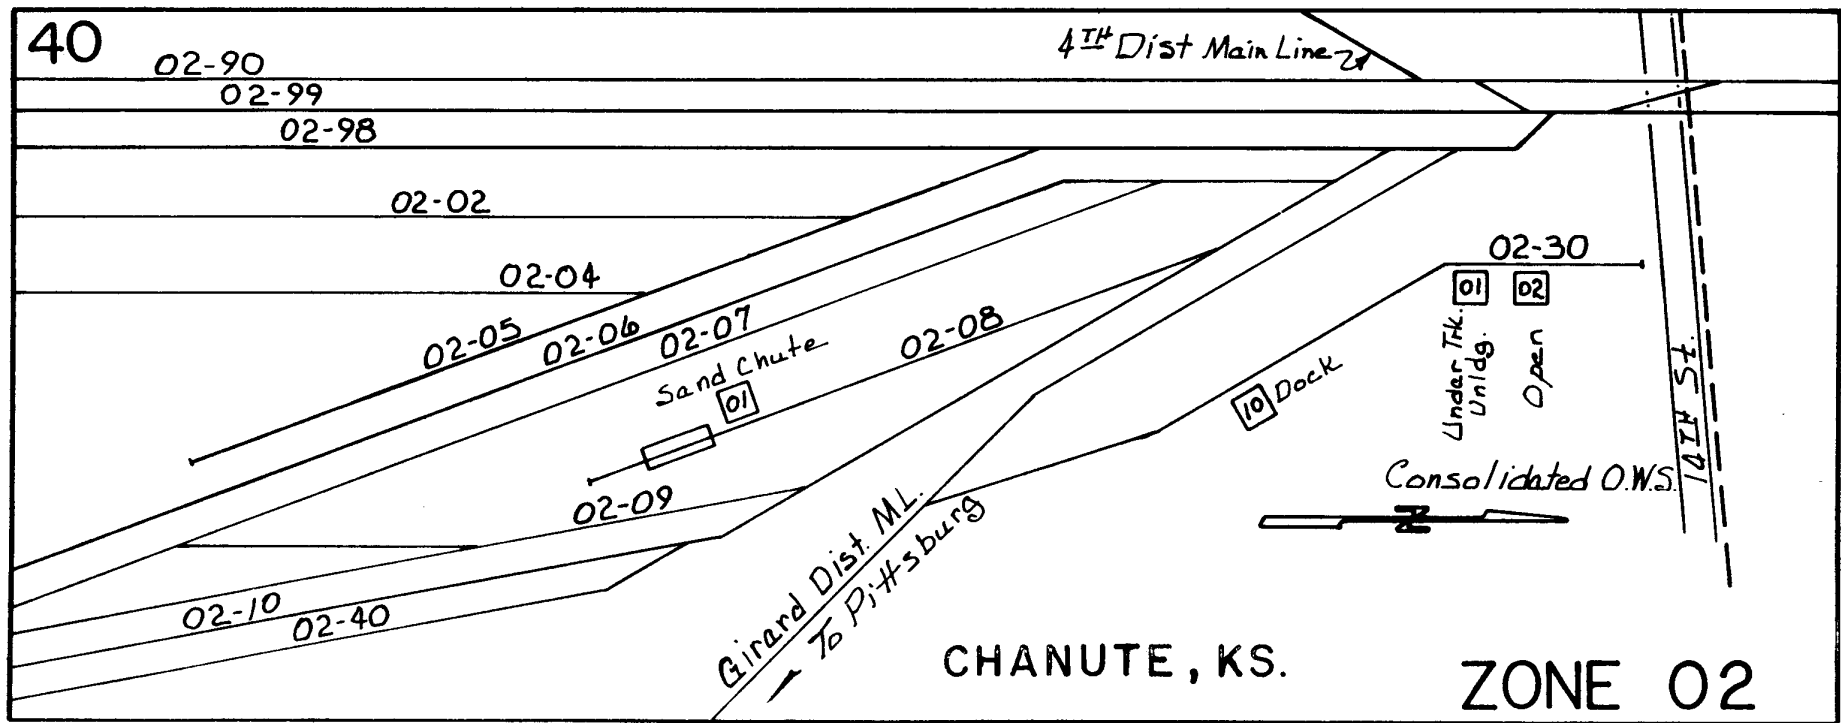 40
4TH Dist Main Line
02-90
02-99
02-98
02-02
02-04
02-30
01
02
02-05
02-06
02-07
02-08
Sand Chute
01
Under Trk.
Unldg.
Open
10 Dock
14TH St.
Consolidated O.W.S.
N
02-09
02-10
02-40
Girard Dist. ML.
To Pittsburg
CHANUTE, KS.
ZONE 02